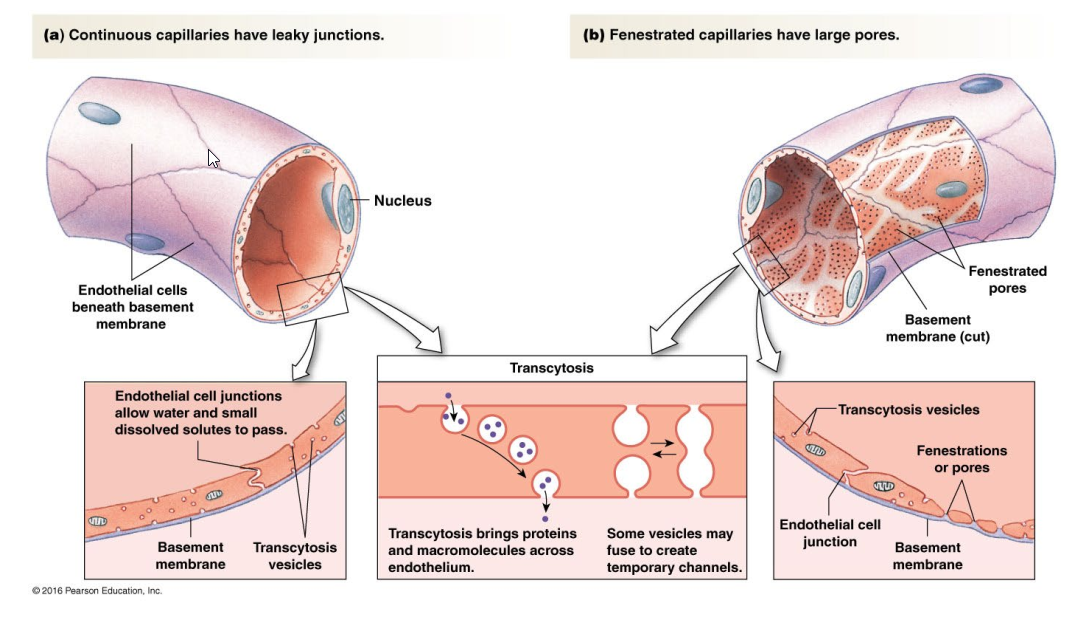 (a) Continuous capillaries have leaky junctions.
(b) Fenestrated capillaries have large pores.
Nucleus
Endothelial cells
beneath basement
membrane
Fenestrated
pores
Basement
membrane (cut)
Transcytosis
Endothelial cell junctions
allow water and small
dissolved solutes to pass.
Basement
membrane
Transcytosis
vesicles
Transcytosis brings proteins
and macromolecules across
endothelium.
Some vesicles may
fuse to create
temporary channels.
Transcytosis vesicles
Fenestrations
or pores
Endothelial cell
junction
Basement
membrane
© 2016 Pearson Education, Inc.